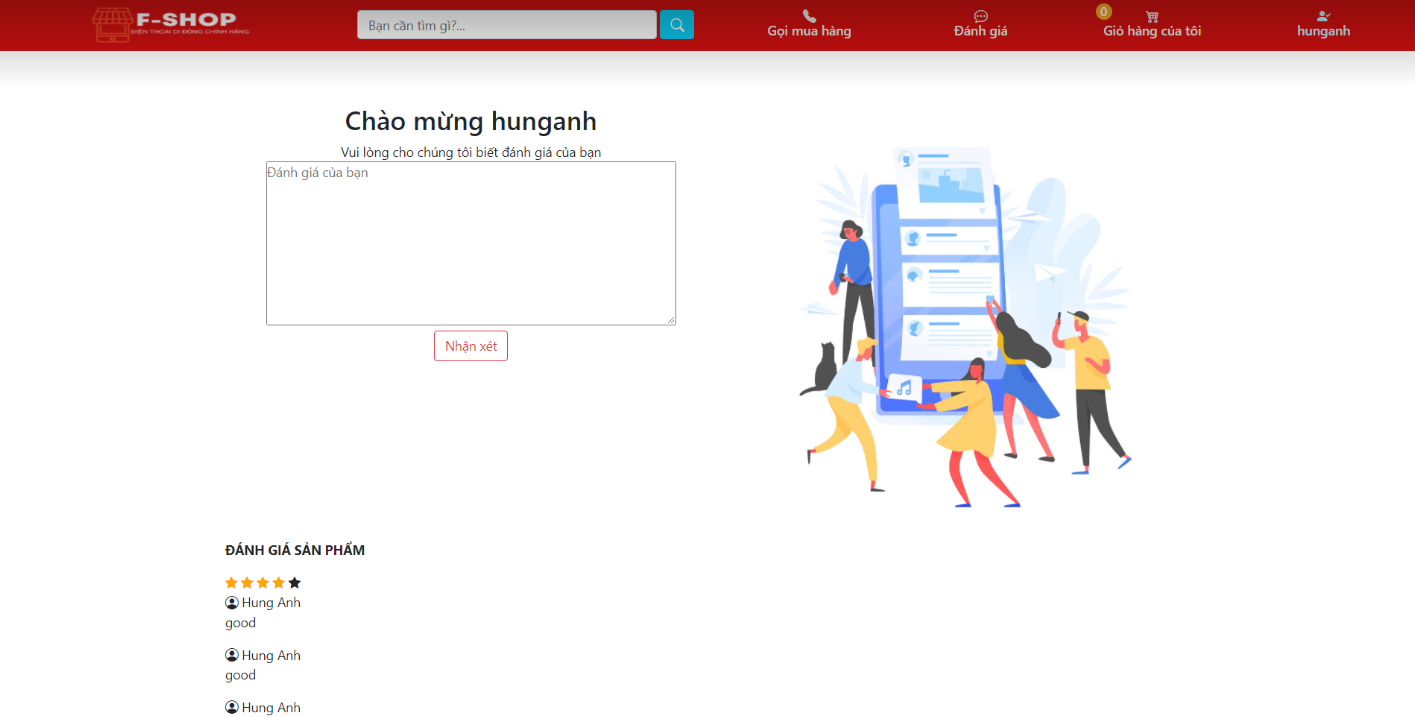 F-SHOP
ĐIỆN THOẠI DI ĐỘNG CHÍNH HÃNG
Bạn cần tìm gì?...
Gọi mua hàng
Đánh giá
0
Giỏ hàng của tôi
hunganh
Chào mừng hunganh
Vui lòng cho chúng tôi biết đánh giá của bạn
Đánh giá của bạn
Nhận xét
ĐÁNH GIÁ SẢN PHẨM
Hung Anh
good
Hung Anh
good
Hung Anh